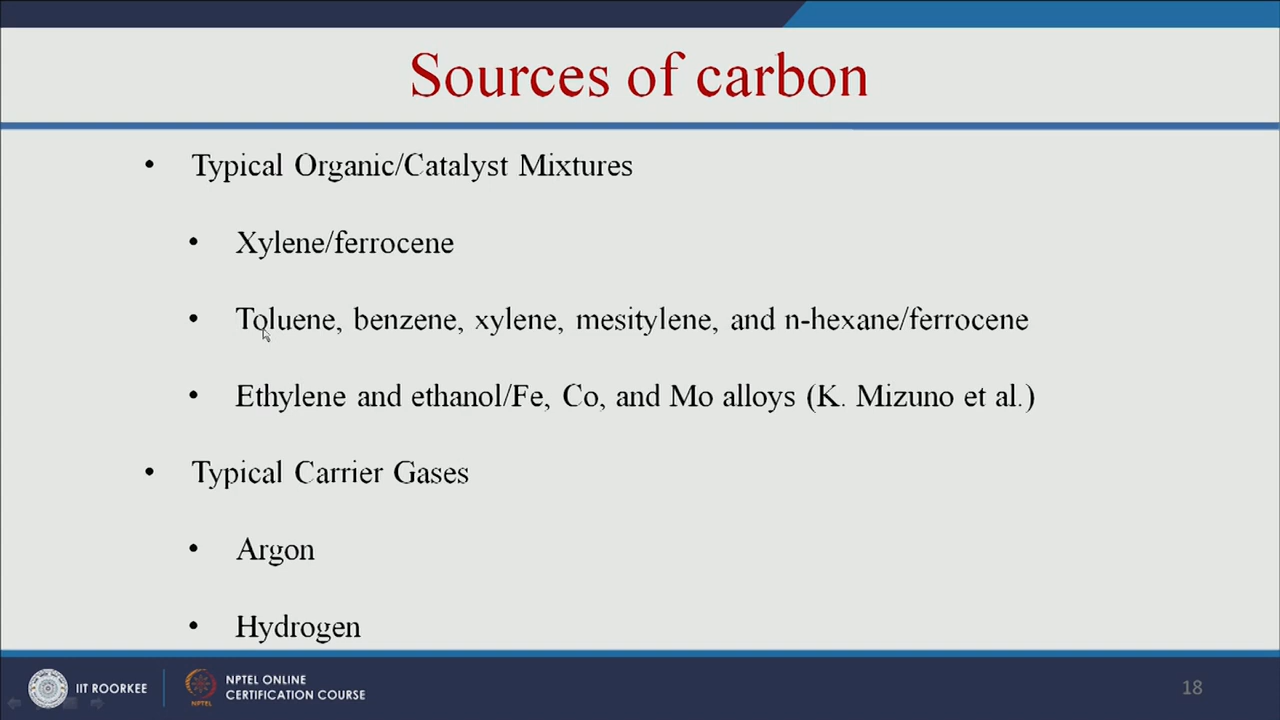 Sources of carbon
• Typical Organic/Catalyst Mixtures
• Xylene/ferrocene
• Toluene, benzene, xylene, mesitylene, and n-hexane/ferrocene
• Ethylene and ethanol/Fe, Co, and Mo alloys (K. Mizuno et al.)
• Typical Carrier Gases
• Argon
• Hydrogen
IIT ROORKEE
NPTEL
NPTEL ONLINE
CERTIFICATION COURSE
18